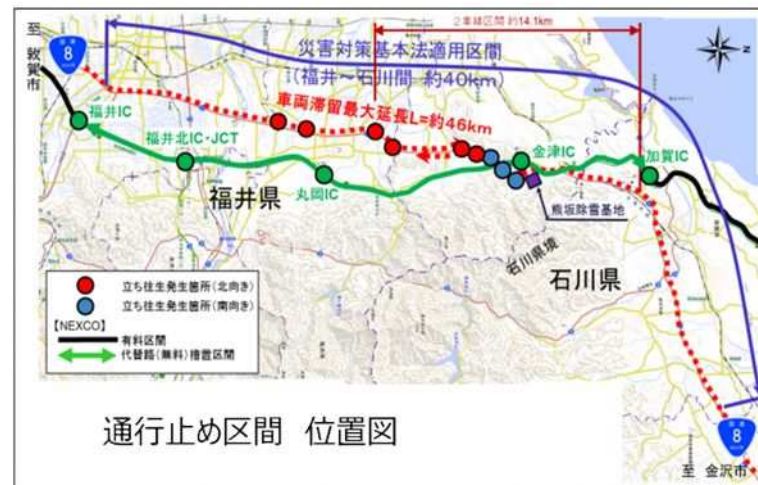 至
敦賀市
8
2車線区間 約14.1km
災害対策基本法適用区間
(福井～石川間 約40km)
車両滞留最大延長L=約46km
N
福井IC
福井北IC・JCT
丸岡IC
金津IC
加賀IC
福井県
熊坂除雪基地
石川県境
石川県
立ち往生発生箇所(北向き)
立ち往生発生箇所(南向き)
【NEXCO】
有料区間
代替路(無料)措置区間
通行止め区間 位置図
8
至 金沢市